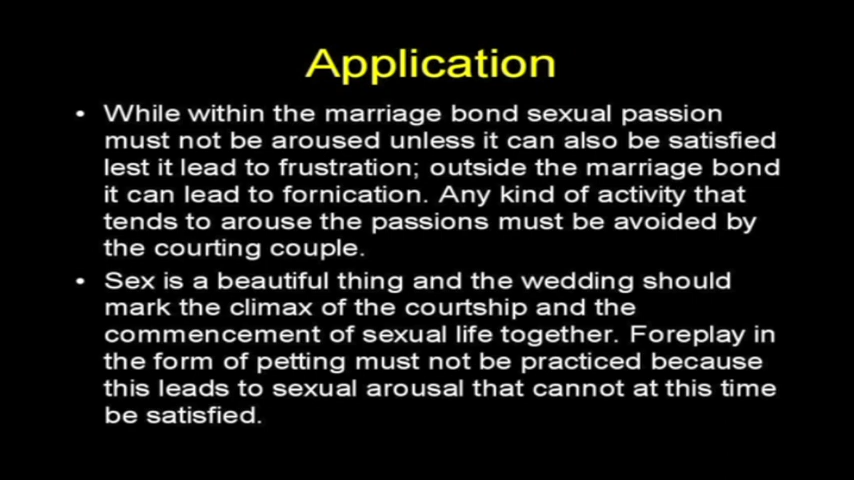 Application
• While within the marriage bond sexual passion
must not be aroused unless it can also be satisfied
lest it lead to frustration; outside the marriage bond
it can lead to fornication. Any kind of activity that
tends to arouse the passions must be avoided by
the courting couple.
• Sex is a beautiful thing and the wedding should
mark the climax of the courtship and the
commencement of sexual life together. Foreplay in
the form of petting must not be practiced because
this leads to sexual arousal that cannot at this time
be satisfied.